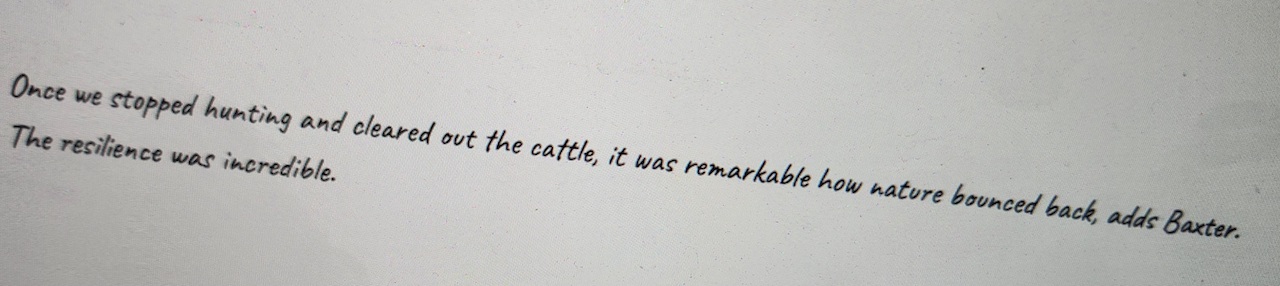 Once we stopped hunting and cleared out the cattle, it was remarkable how nature bounced back, adds Baxter.
The resilience was incredible.